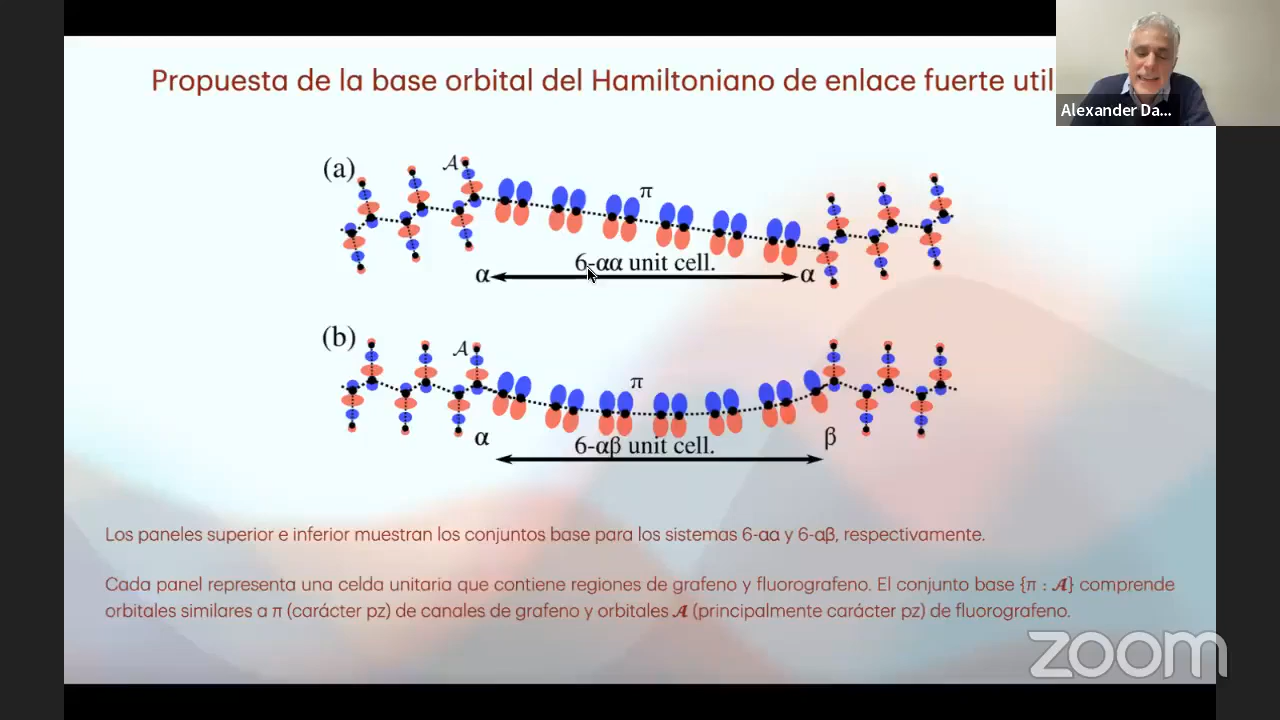 Propuesta de la base orbital del Hamiltoniano de enlace fuerte util
Alexander Da...
(a)
𝒜
π
6-αα unit cell.
α
α
(b)
𝒜
π
α
6-αβ unit cell.
β
Los paneles superior e inferior muestran los conjuntos base para los sistemas 6-αα y 6-αβ, respectivamente.
Cada panel representa una celda unitaria que contiene regiones de grafeno y fluorografeno. El conjunto base {π : 𝓐} comprende
orbitales similares a π (carácter pz) de canales de grafeno y orbitales 𝓐 (principalmente carácter pz) de fluorografeno.
zoom